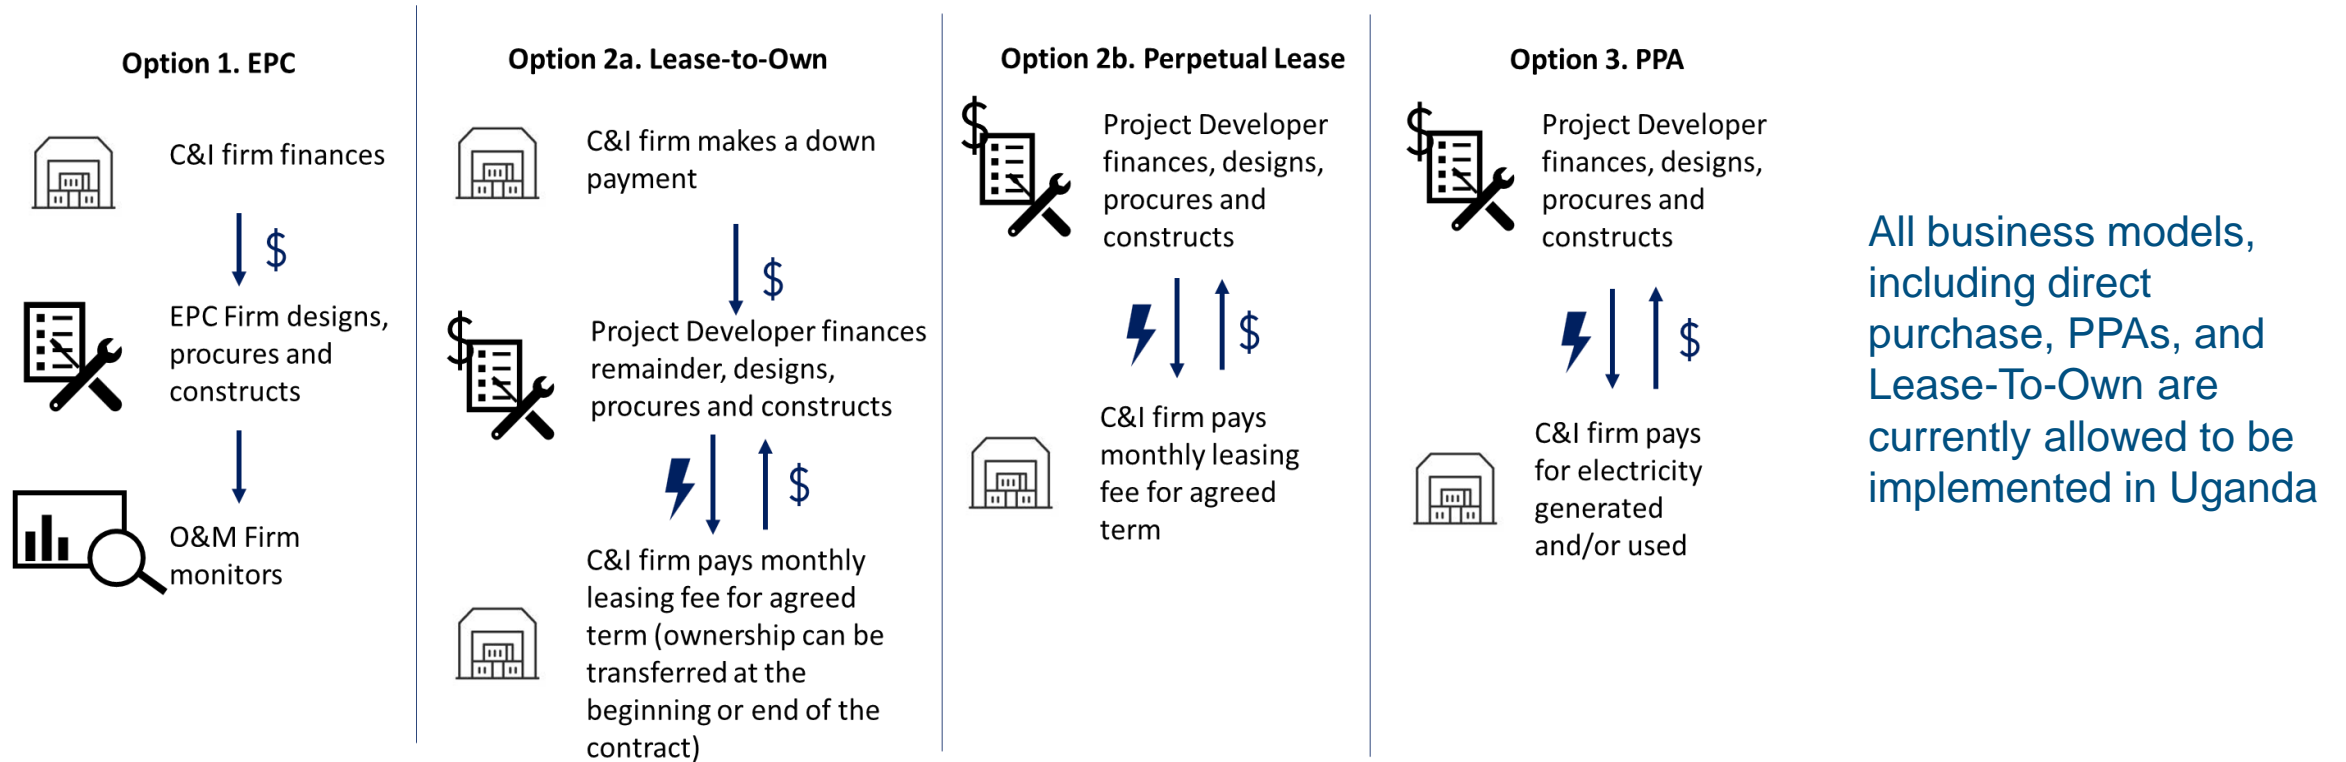 Option 1. EPC
C&I firm finances
$
EPC Firm designs,
procures and
constructs
O&M Firm
monitors
Option 2a. Lease-to-Own
C&I firm makes a down
payment
$
$
Project Developer finances
remainder, designs,
procures and constructs
$
C&I firm pays monthly
leasing fee for agreed
term (ownership can be
transferred at the
beginning or end of the
contract)
Option 2b. Perpetual Lease
$
Project Developer
finances, designs,
procures and
constructs
$
C&I firm pays
monthly leasing
fee for agreed
term
Option 3. PPA
$
Project Developer
finances, designs,
procures and
constructs
$
C&I firm pays
for electricity
generated
and/or used
All business models,
including direct
purchase, PPAs, and
Lease-To-Own are
currently allowed to be
implemented in Uganda